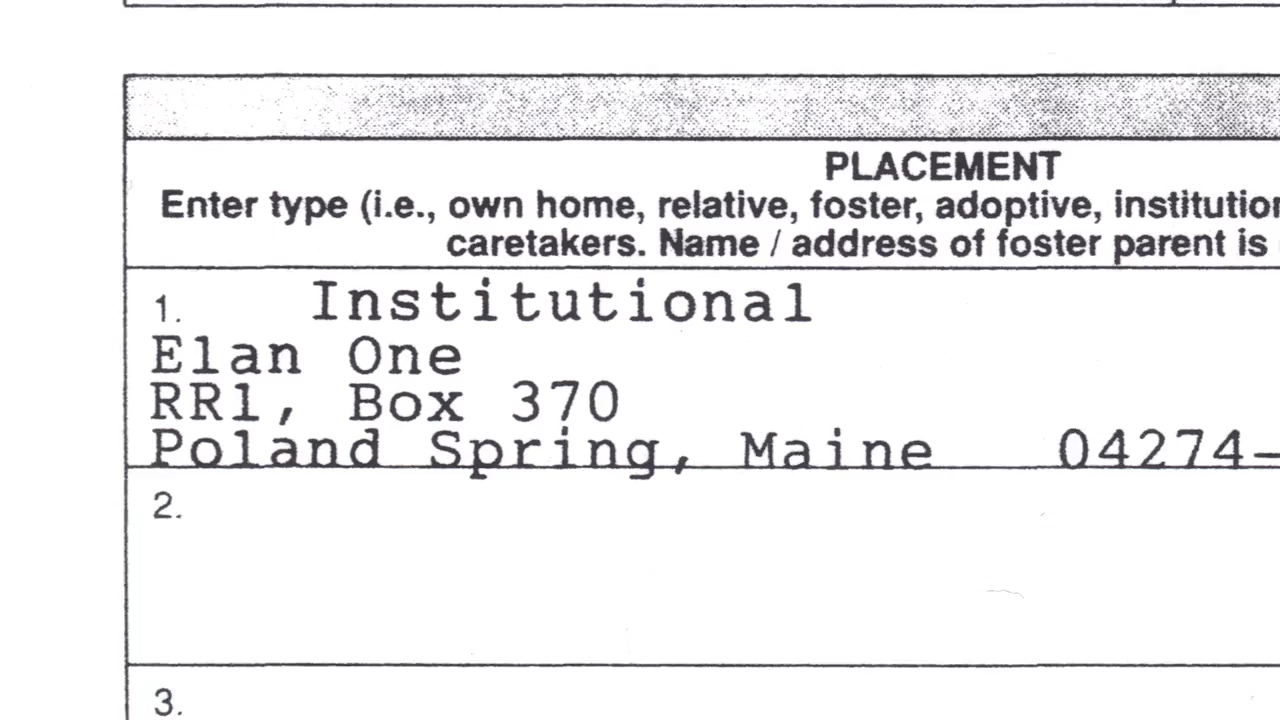 PLACEMENT
Enter type (i.e., own home, relative, foster, adoptive, institution
caretakers. Name / address of foster parent is
1. Institutional
Elan One
RR1, Box 370
Poland Spring, Maine 04274-
2.
3.